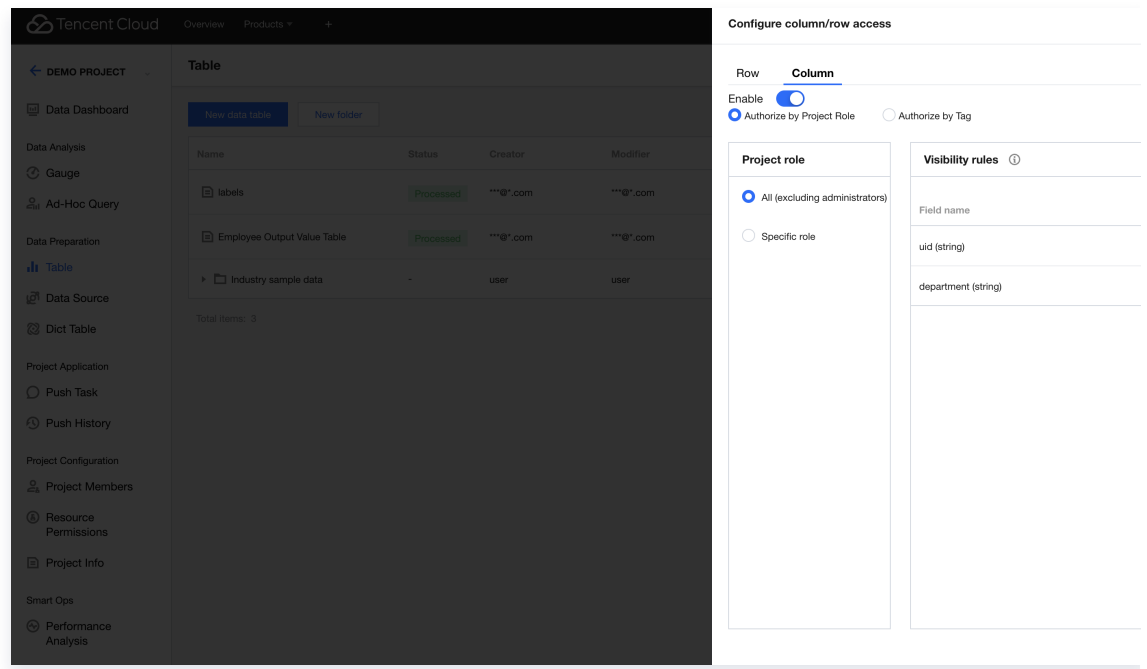 Tencent Cloud
Overview
Products
+
DEMO PROJECT
Data Dashboard
Data Analysis
Gauge
Ad-Hoc Query
Data Preparation
Table
Data Source
Dict Table
Project Application
Push Task
Push History
Project Configuration
Project Members
Resource
Permissions
Project Info
Smart Ops
Performance
Analysis
Table
New data table
New folder
Name Status Creator Modifier
labels Processed ***@*.com ***@*.com
Employee Output Value Table Processed ***@*.com ***@*.com
Industry sample data - user user
Total items: 3
Configure column/row access
Row Column
Enable
Authorize by Project Role Authorize by Tag
Project role
All (excluding administrators)
Specific role
Visibility rules
Field name
uid (string)
department (string)